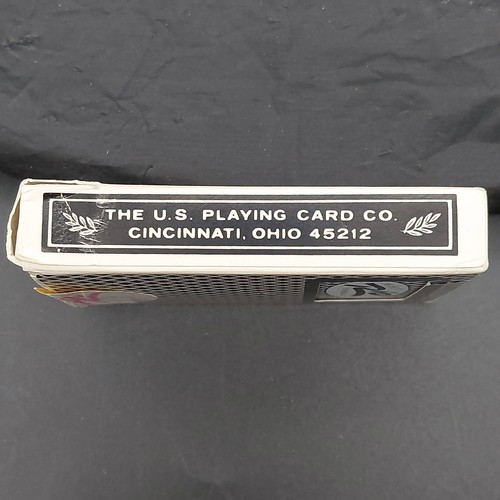 THE U.S. PLAYING CARD CO.
CINCINNATI, OHIO 45212